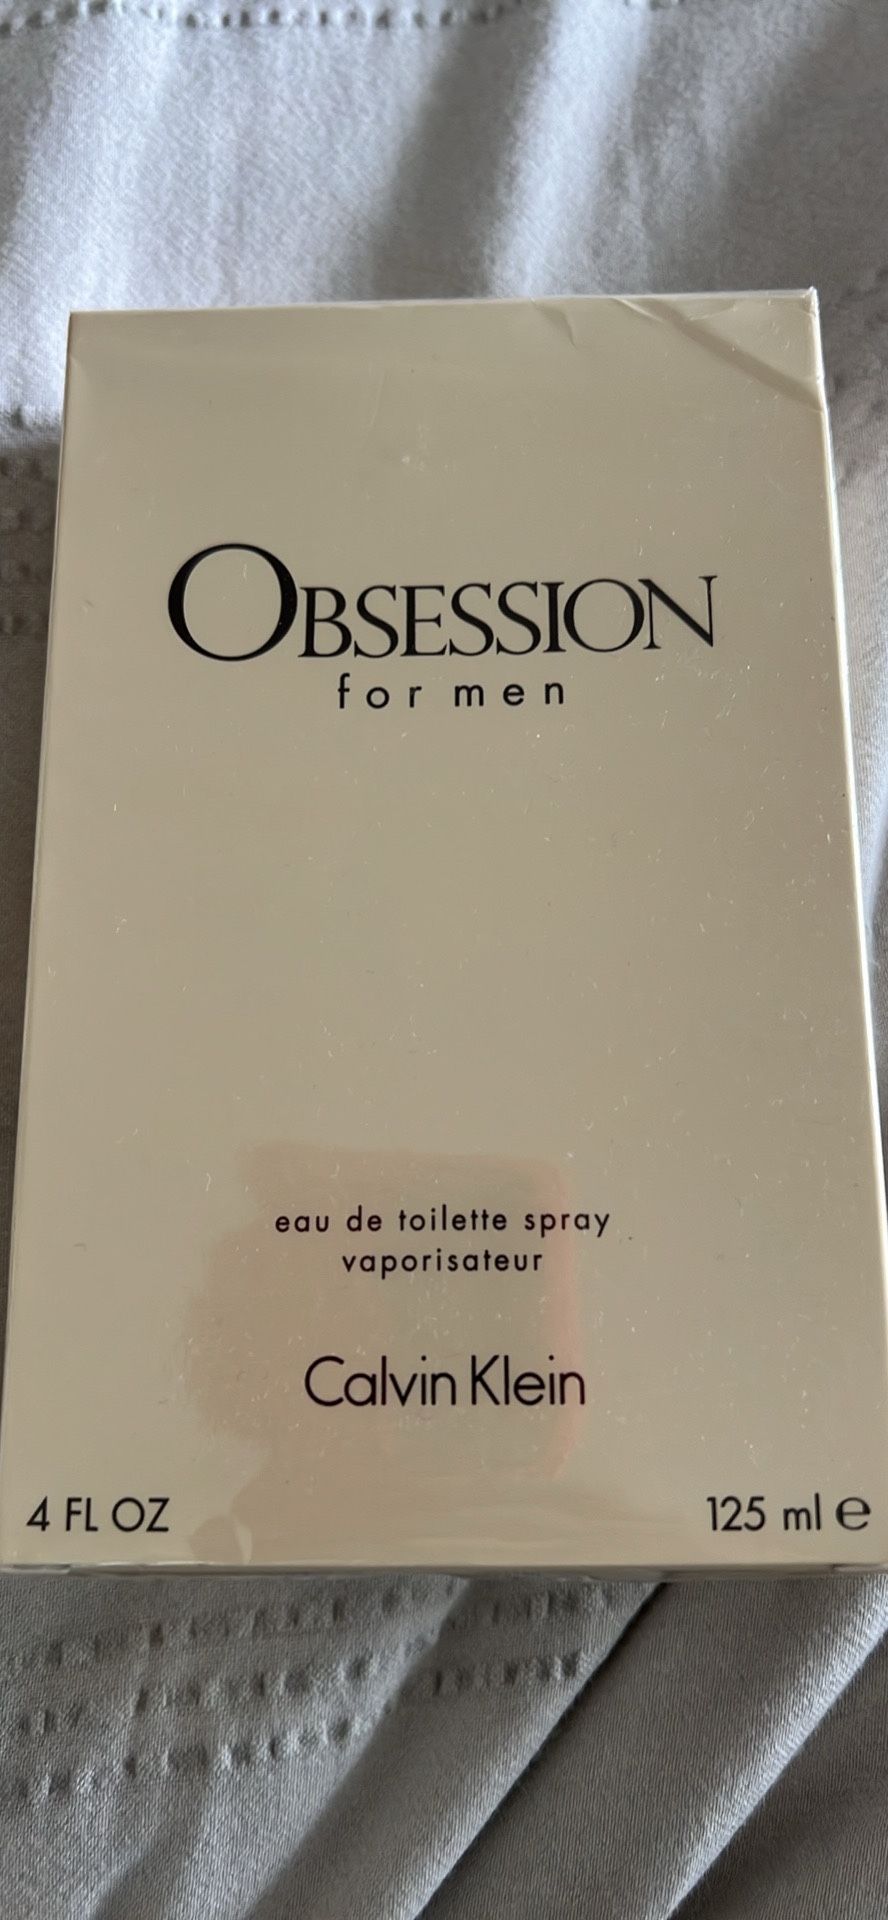 OBSESSION
for men
eau de toilette spray
vaporisateur
Calvin Klein
4 FL OZ 125 ml ℮